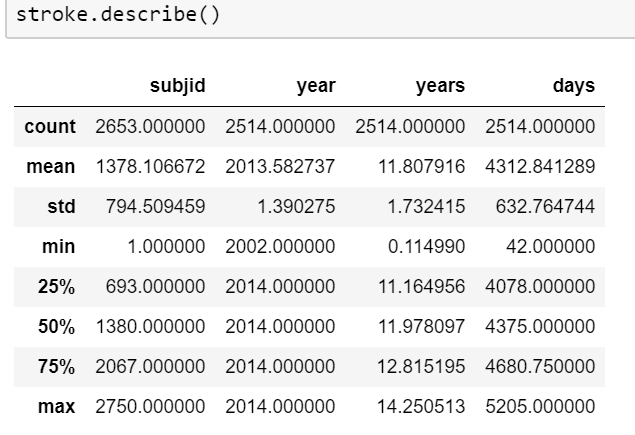 stroke.describe()
subjid year years days
count 2653.000000 2514.000000 2514.000000 2514.000000
mean 1378.106672 2013.582737 11.807916 4312.841289
std 794.509459 1.390275 1.732415 632.764744
min 1.000000 2002.000000 0.114990 42.000000
25% 693.000000 2014.000000 11.164956 4078.000000
50% 1380.000000 2014.000000 11.978097 4375.000000
75% 2067.000000 2014.000000 12.815195 4680.750000
max 2750.000000 2014.000000 14.250513 5205.000000